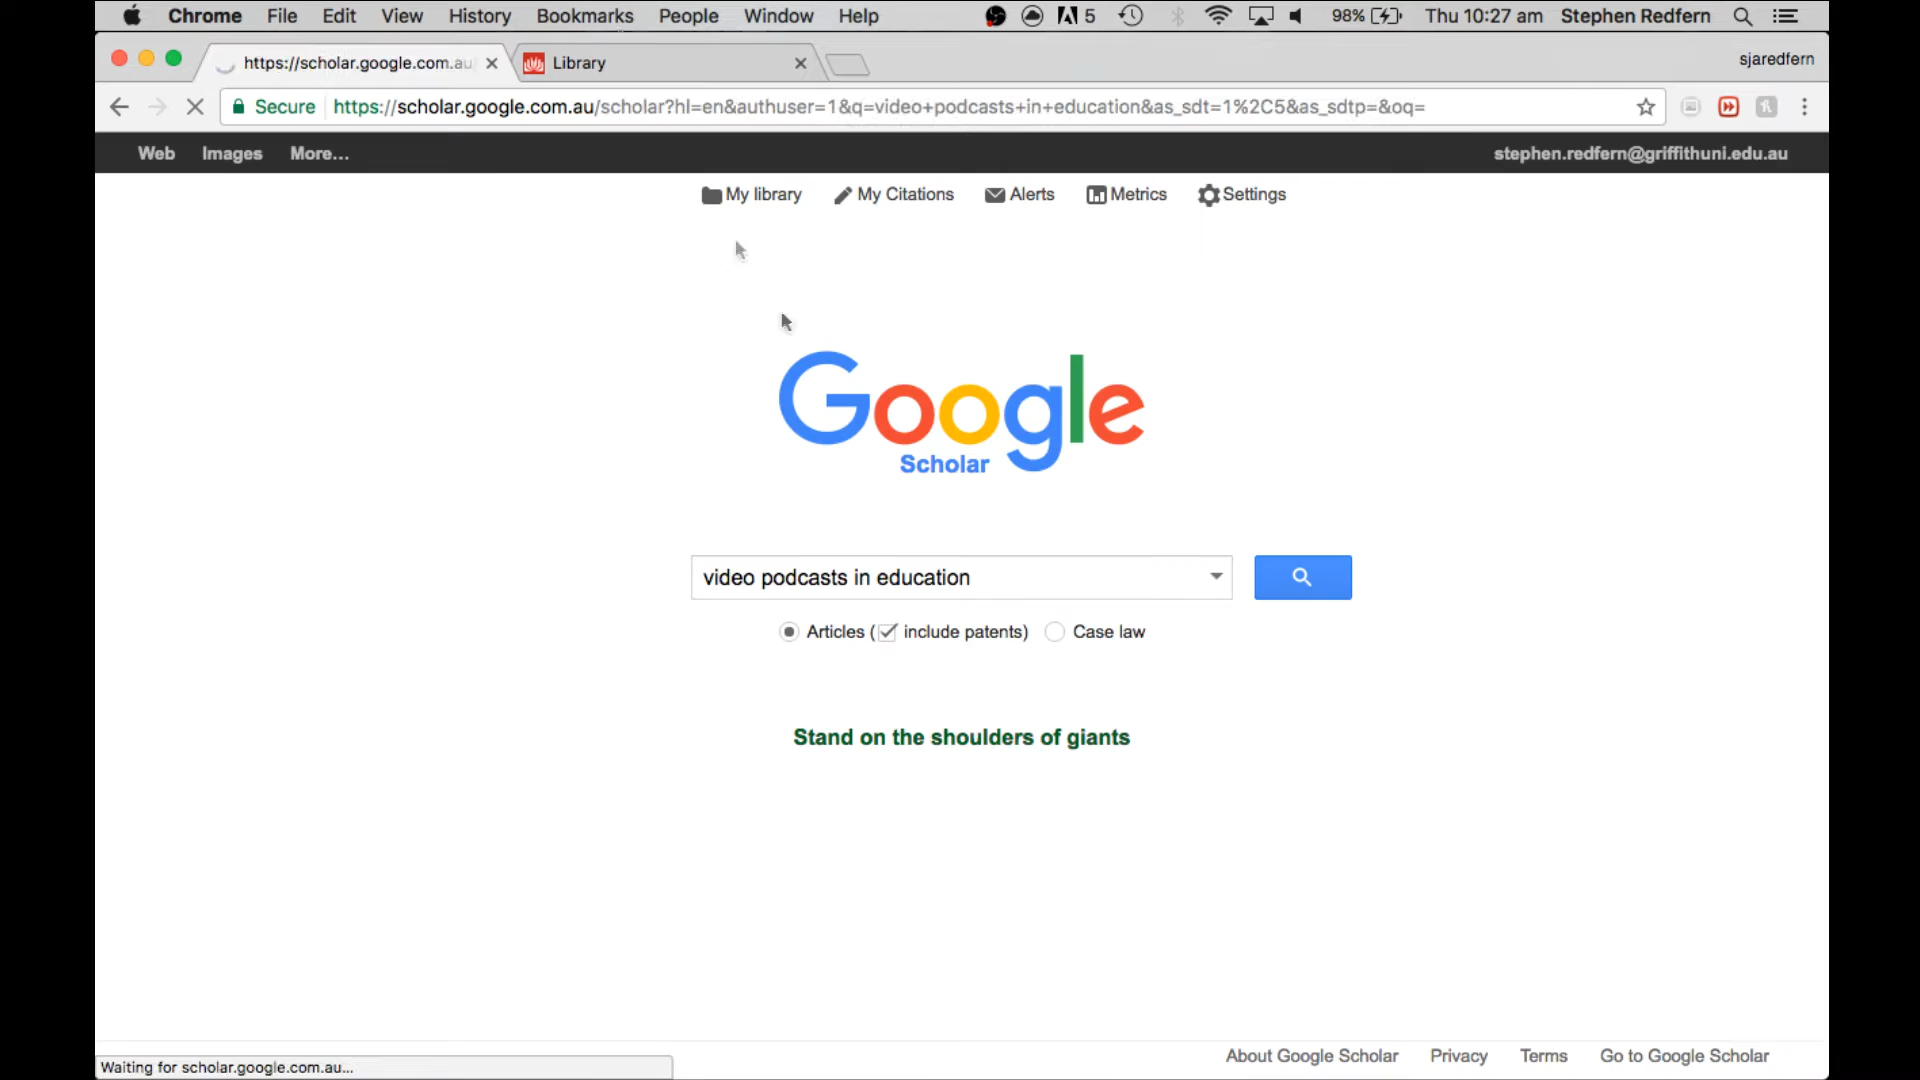 Chrome File Edit View History Bookmarks People Window Help 5 98% Thu 10:27 am Stephen Redfern
https://scholar.google.com.au Library sjaredfern
Secure https://scholar.google.com.au/scholar?hl=en&authuser=1&q=video+podcasts+in+education&as_sdt=1%2C5&as_sdtp=&oq=
Web Images More... stephen.redfern@griffithuni.edu.au
My library My Citations Alerts Metrics Settings
Google
Scholar
video podcasts in education
Articles (include patents) Case law
Stand on the shoulders of giants
About Google Scholar Privacy Terms Go to Google Scholar
Waiting for scholar.google.com.au...